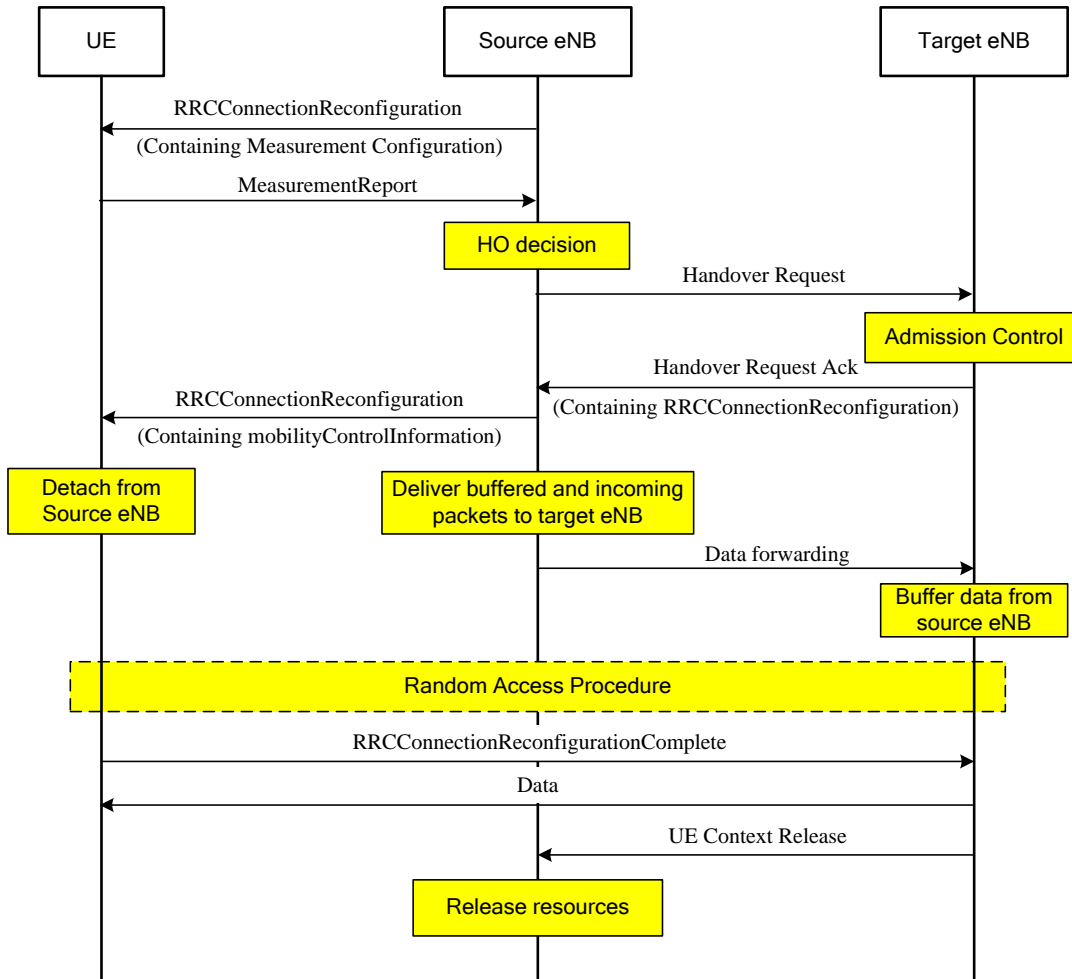 UE
Source eNB
Target eNB
RRCConnectionReconfiguration
(Containing Measurement Configuration)
MeasurementReport
HO decision
Handover Request
Admission Control
Handover Request Ack
(Containing RRCConnectionReconfiguration)
RRCConnectionReconfiguration
(Containing mobilityControlInformation)
Detach from
Source eNB
Deliver buffered and incoming
packets to target eNB
Data forwarding
Buffer data from
source eNB
Random Access Procedure
RRCConnectionReconfigurationComplete
Data
UE Context Release
Release resources